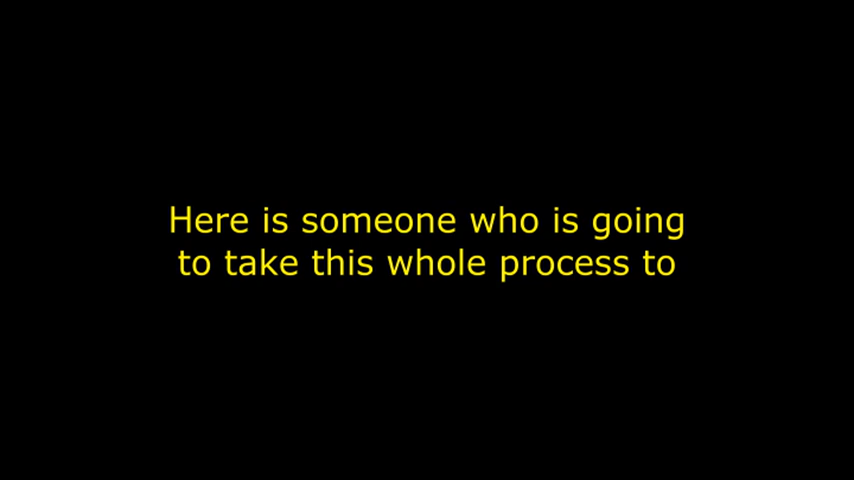 Here is someone who is going
to take this whole process to